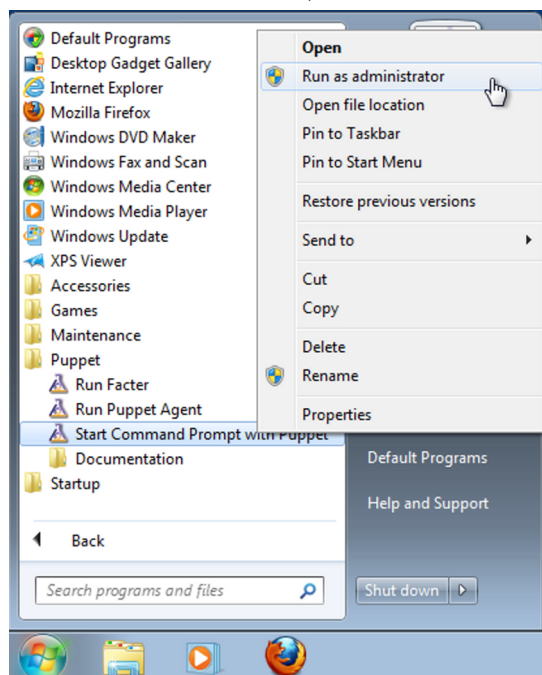 Default Programs
Desktop Gadget Gallery
Internet Explorer
Mozilla Firefox
Windows DVD Maker
Windows Fax and Scan
Windows Media Center
Windows Media Player
Windows Update
XPS Viewer
Accessories
Games
Maintenance
Puppet
Run Facter
Run Puppet Agent
Start Command Prompt with Puppet
Documentation
Startup
Back
Search programs and files
Open
Run as administrator
Open file location
Pin to Taskbar
Pin to Start Menu
Restore previous versions
Send to
Cut
Copy
Delete
Rename
Properties
Default Programs
Help and Support
Shut down